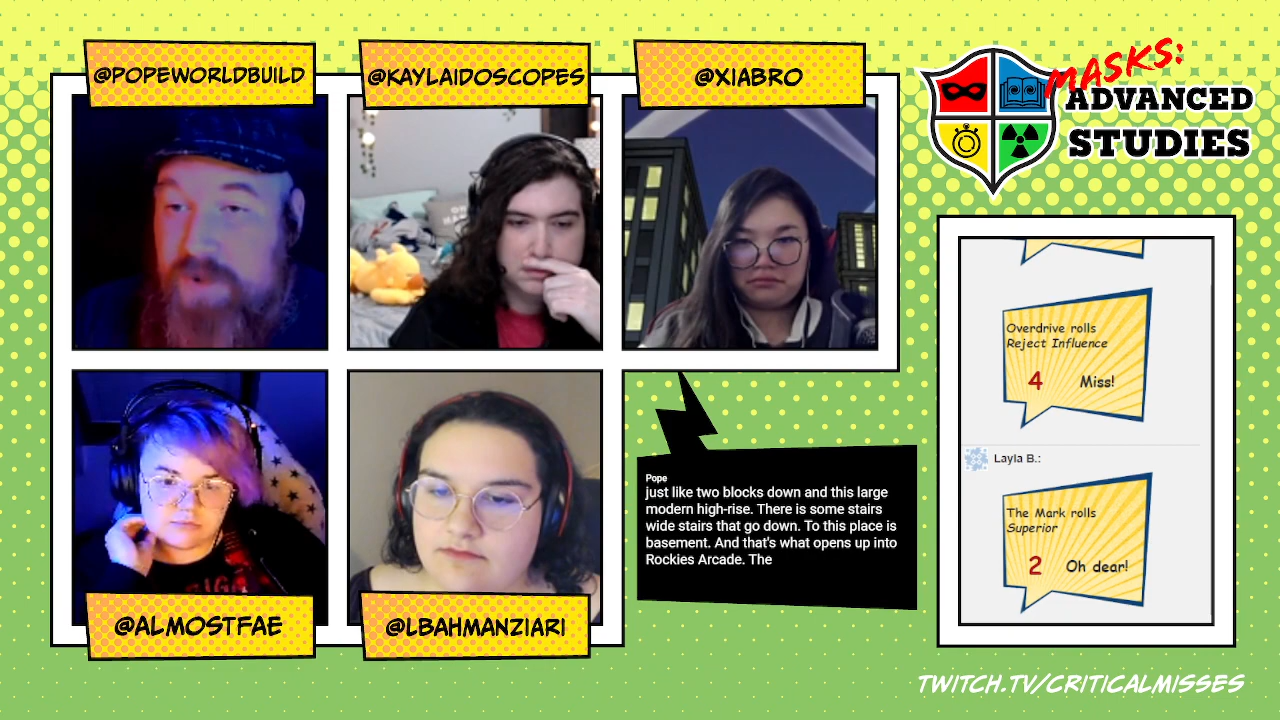 @POPEWORLDBUILD
@KAYLAIDOSCOPES
@XIABRO
MASKS:
ADVANCED
STUDIES
Overdrive rolls
Reject Influence
4 Miss!
Layla B.:
The Mark rolls
Superior
2 Oh dear!
Pope
just like two blocks down and this large
modern high-rise. There is some stairs
wide stairs that go down. To this place is
basement. And that's what opens up into
Rockies Arcade. The
@ALMOSTFAE
@LBAHMANZIARI
TWITCH.TV/CRITICALMISSES